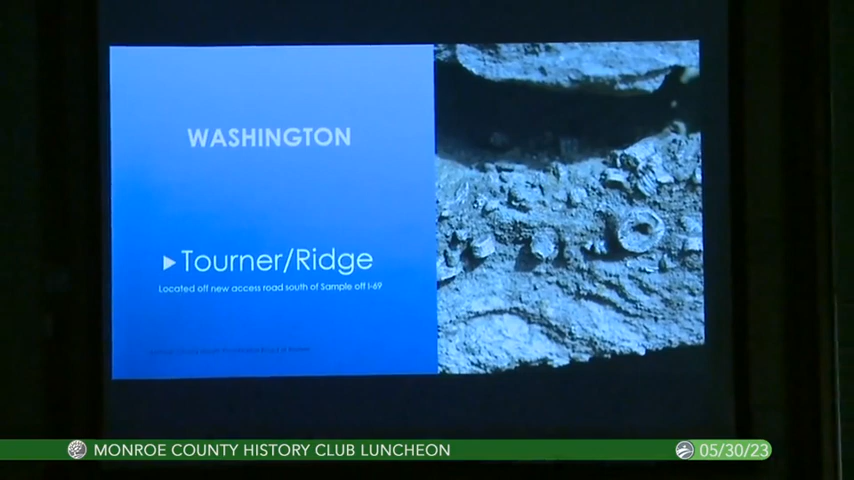 WASHINGTON
▶Tourner/Ridge
Located off new access road south of Sample off I-69
MONROE COUNTY HISTORY CLUB LUNCHEON
05/30/23